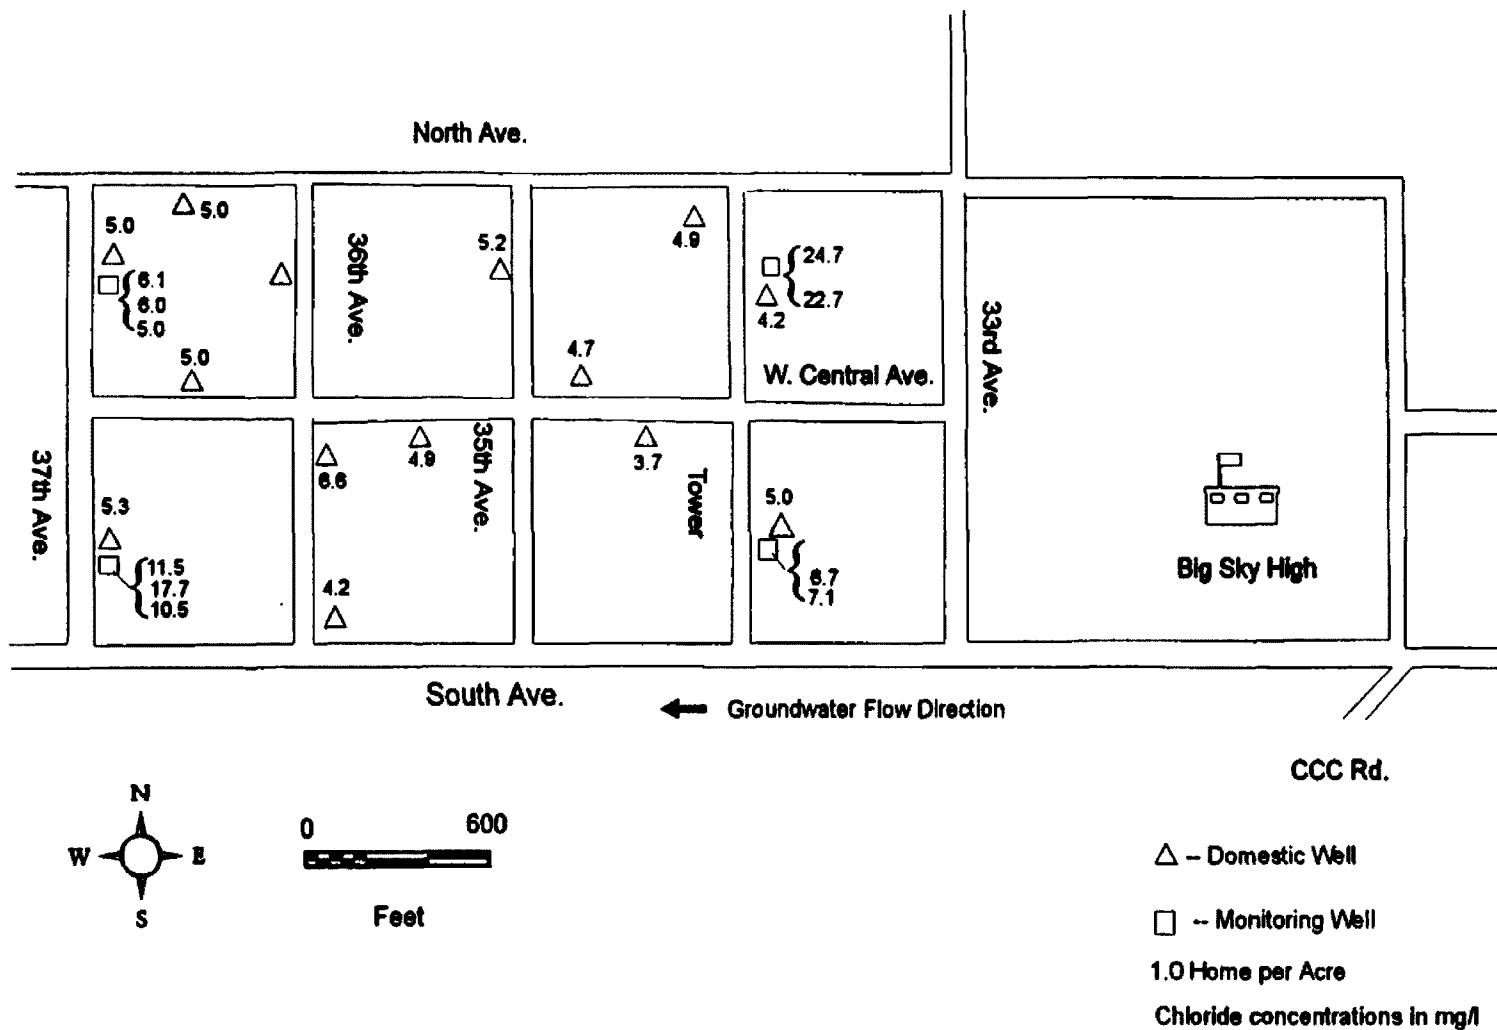 North Ave.
5.0
5.0
6.1
6.0
5.0
5.0
36th Ave.
5.2
4.9
4.7
24.7
22.7
4.2
W. Central Ave.
33rd Ave.
37th Ave.
5.3
11.5
17.7
10.5
6.6
4.9
35th Ave.
4.2
3.7
Tower
5.0
6.7
7.1
Big Sky High
South Ave.
Groundwater Flow Direction
CCC Rd.
N
W E
S
0 600
Feet
– Domestic Well
-- Monitoring Well
1.0 Home per Acre
Chloride concentrations in mg/l